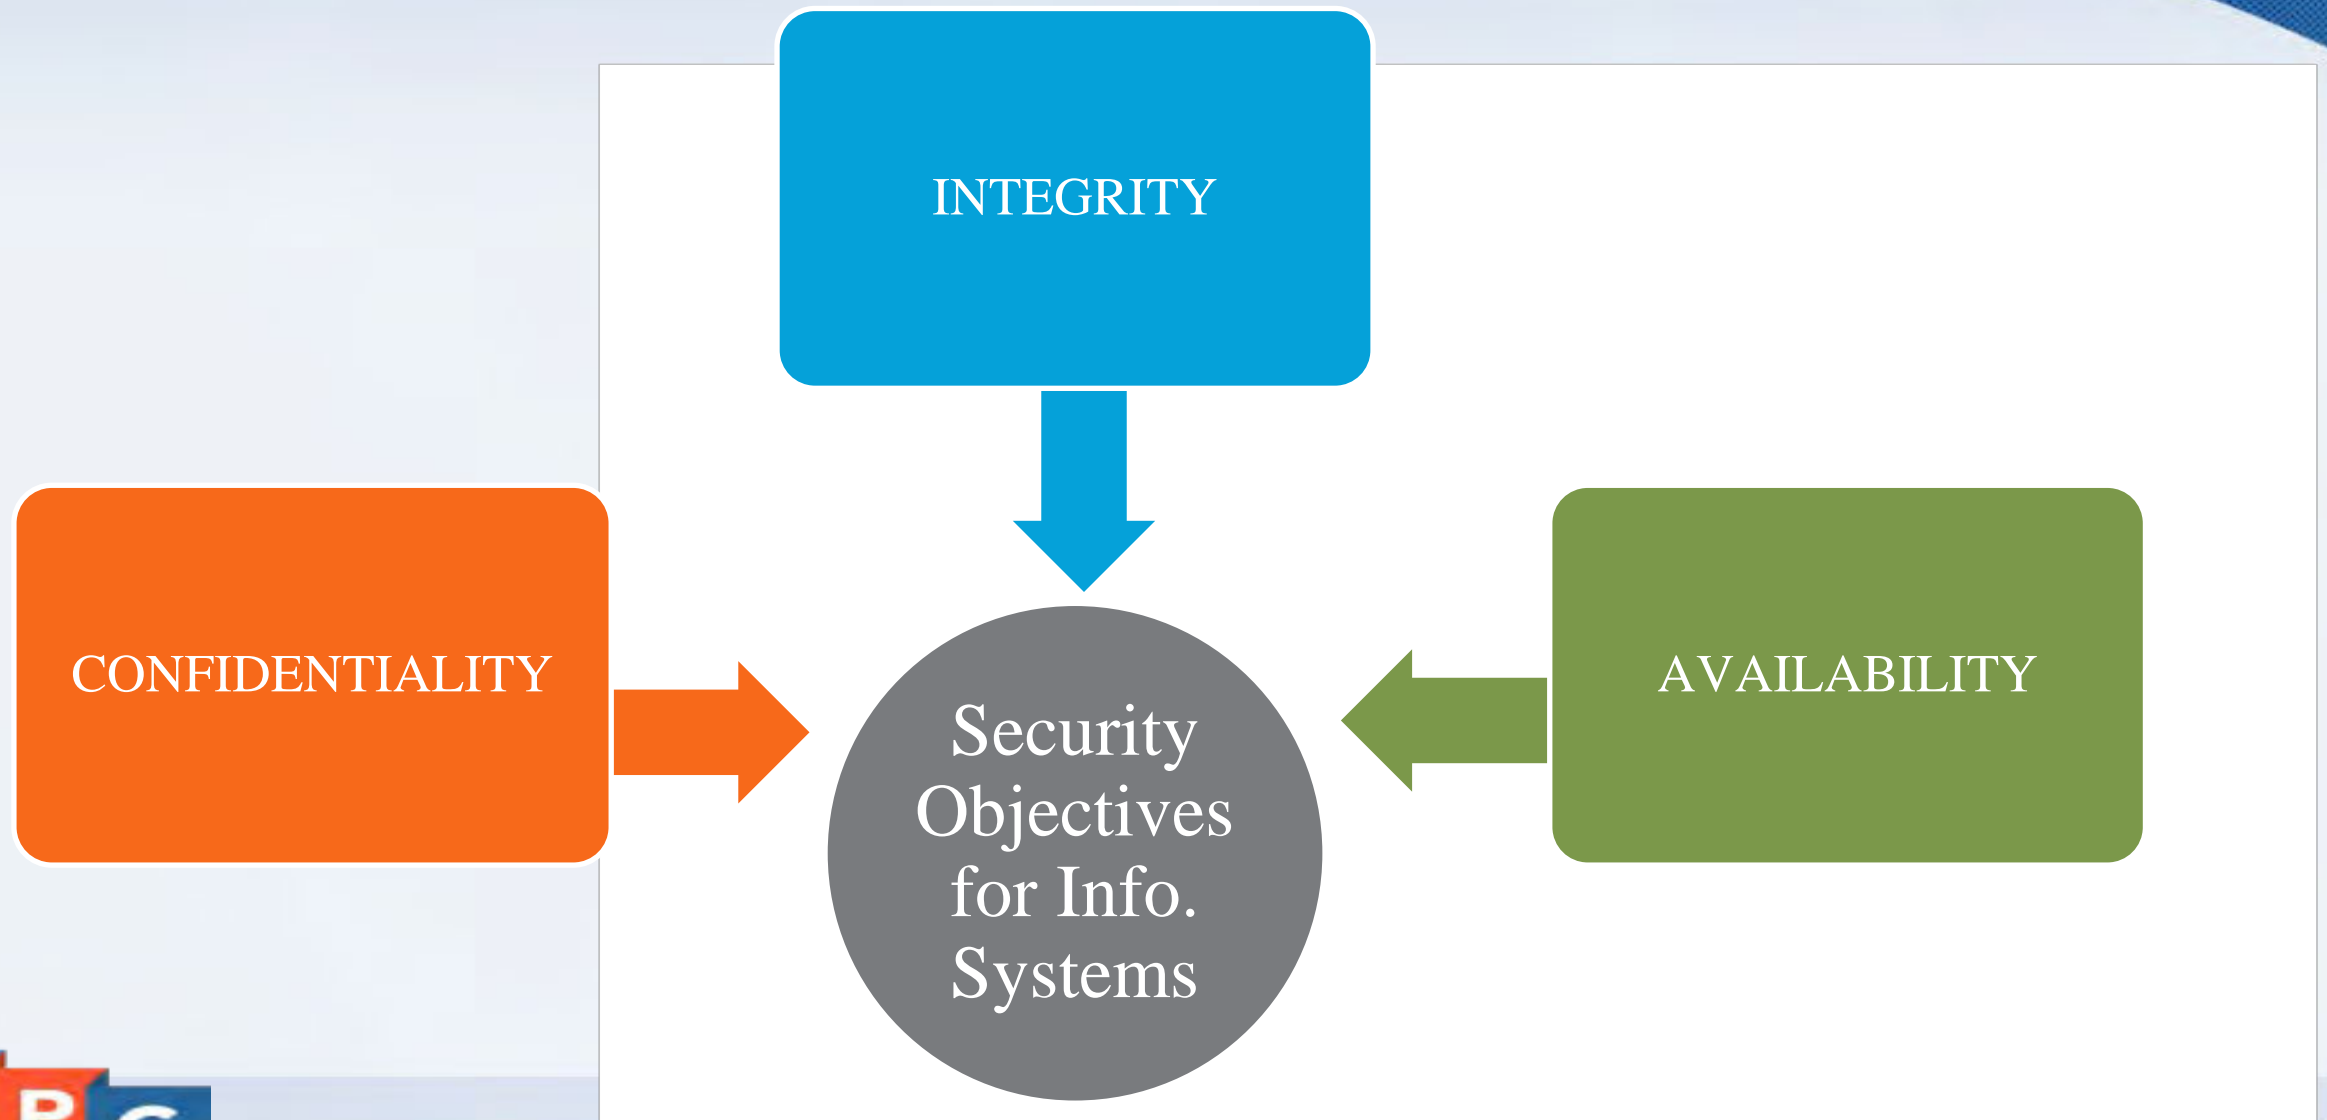 INTEGRITY
CONFIDENTIALITY
AVAILABILITY
Security
Objectives
for Info.
Systems